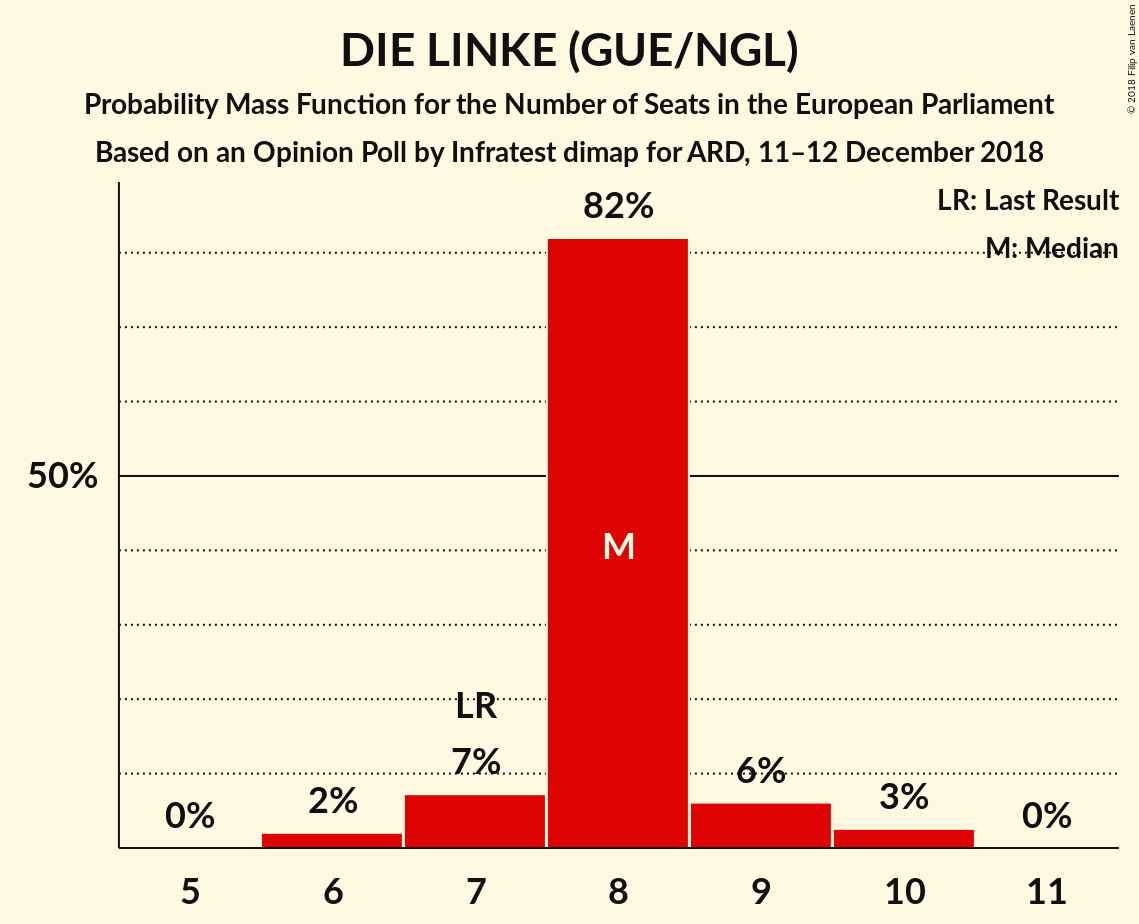 DIE LINKE (GUE/NGL)
Probability Mass Function for the Number of Seats in the European Parliament
Based on an Opinion Poll by Infratest dimap for ARD, 11–12 December 2018
© 2018 Filip van Laenen
LR: Last Result
M: Median
82%
50%
M
LR
7%
6%
2%
3%
0%
0%
5 6 7 8 9 10 11